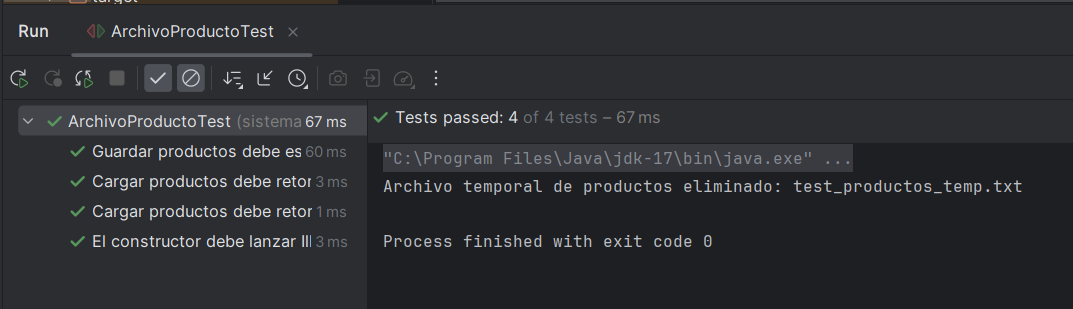 target
Run ArchivoProductoTest
ArchivoProductoTest (sistema 67 ms
Guardar productos debe es 60 ms
Cargar productos debe retor 3 ms
Cargar productos debe retor 1 ms
El constructor debe lanzar Ill 3 ms
Tests passed: 4 of 4 tests – 67 ms
"C:\Program Files\Java\jdk-17\bin\java.exe" ...
Archivo temporal de productos eliminado: test_productos_temp.txt
Process finished with exit code 0